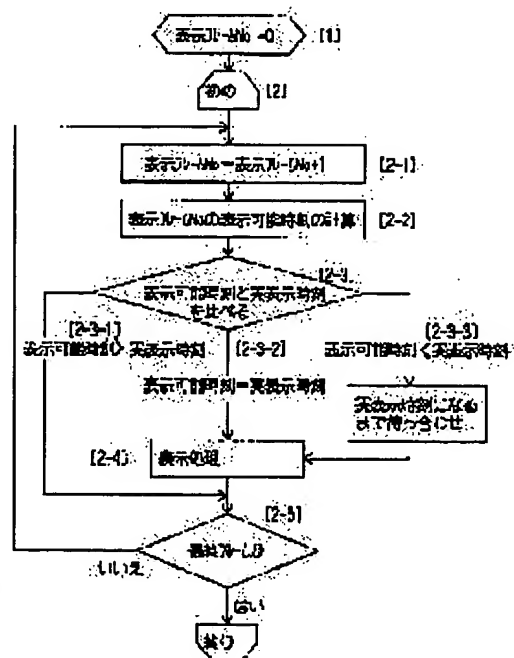 表示フレームNo =0 [1]
初め [2]
表示フレームNo=表示フレームNo+1 [2-1]
表示フレームNoの表示可能時刻の計算 [2-2]
[2-3]
表示可能時刻と実表示時刻
を比べる
[2-3-1]
表示可能時刻>実表示時刻
[2-3-2]
表示可能時刻=実表示時刻
[2-3-3]
表示可能時刻<実表示時刻
実表示時刻になる
まで待ち合わせ
[2-4] 表示処理
[2-5]
最終フレームか
いいえ
はい
終り